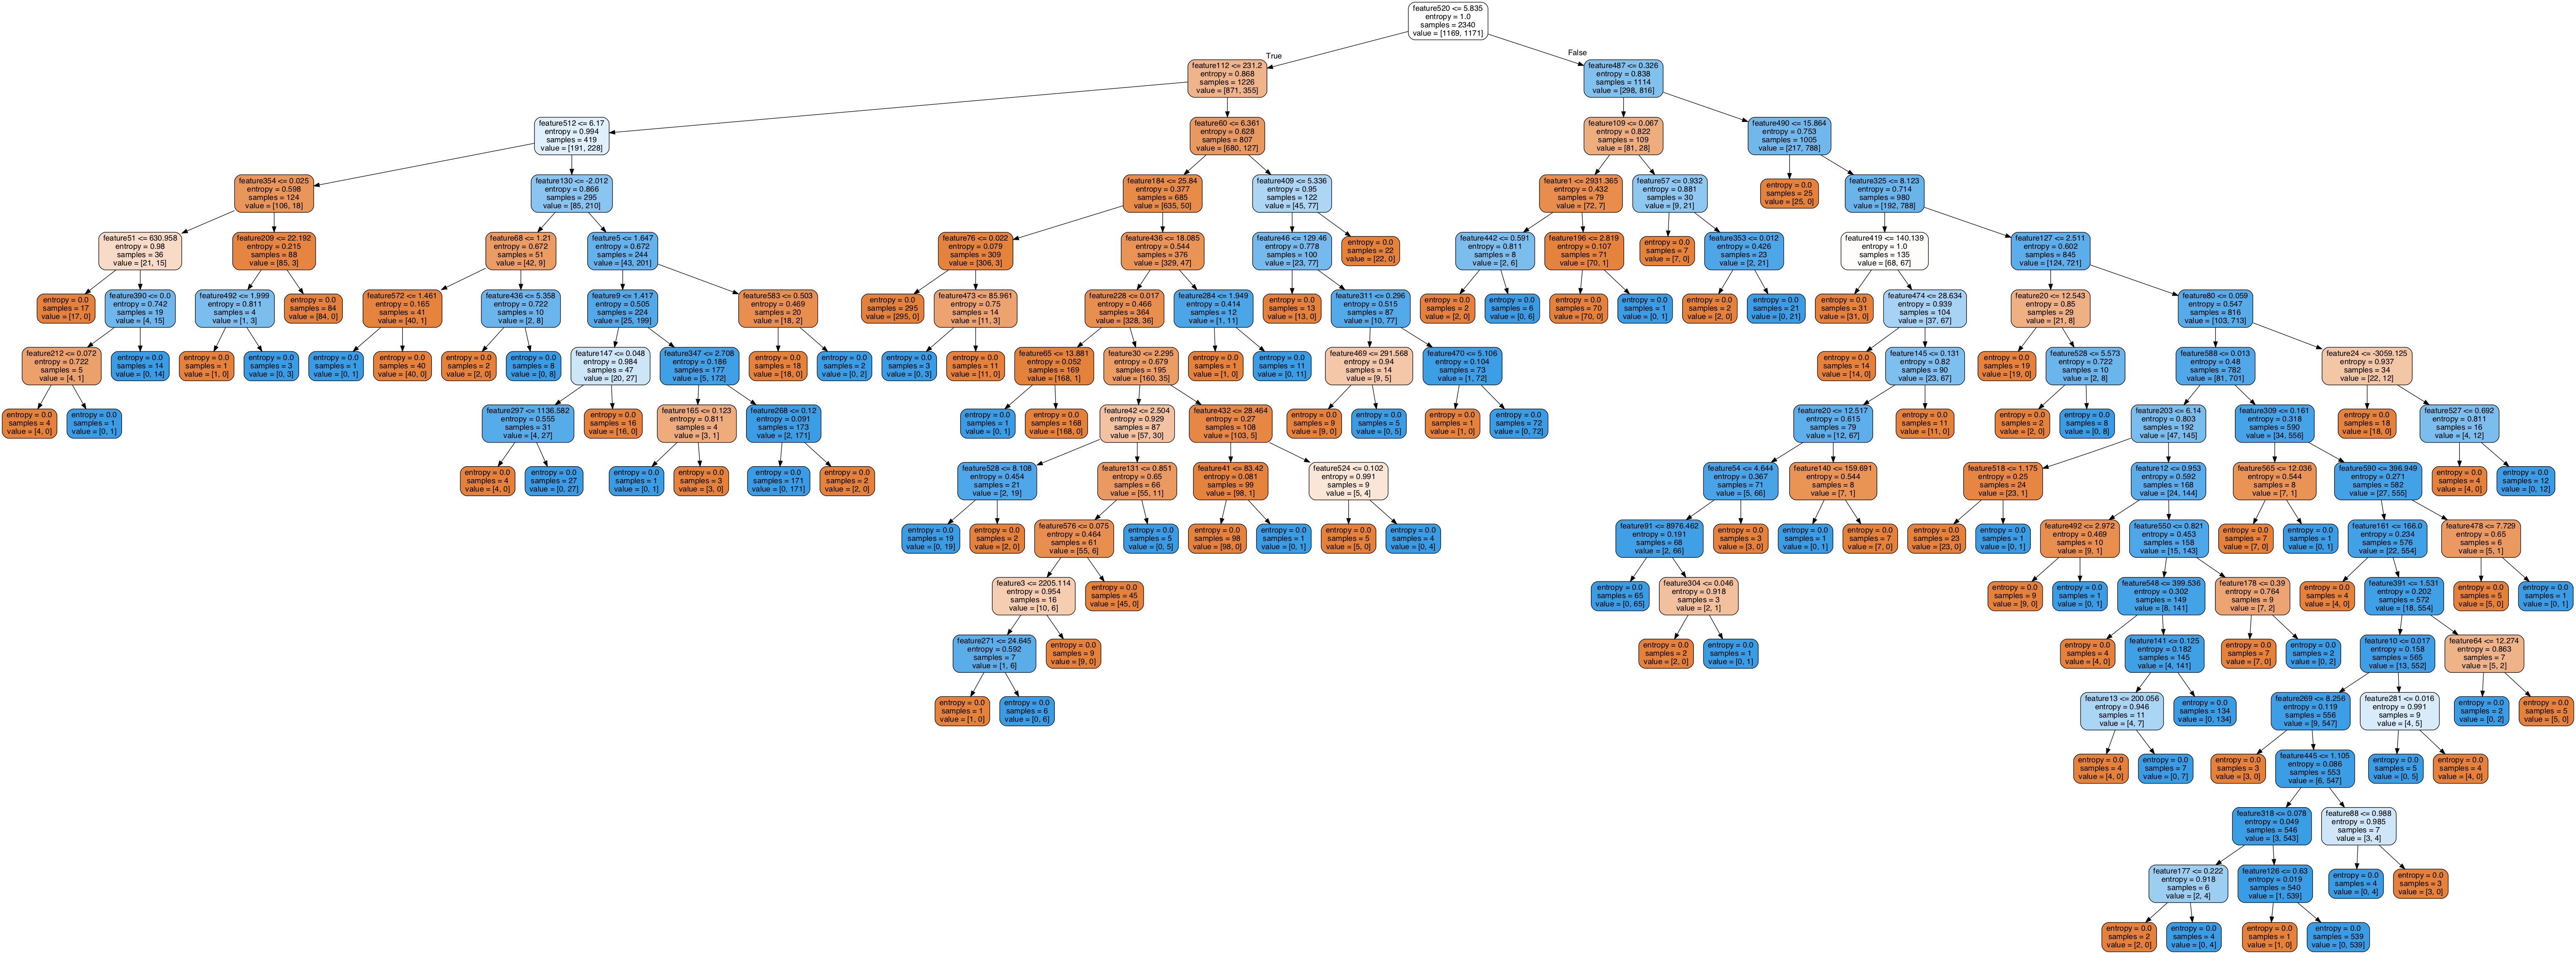 feature520 <= 5.835
entropy = 1.0
samples = 2340
value = [1169, 1171]
True
False
feature112 <= 231.2
entropy = 0.868
samples = 1226
value = [871, 355]
feature487 <= 0.326
entropy = 0.838
samples = 1114
value = [298, 816]
feature512 <= 6.17
entropy = 0.994
samples = 419
value = [191, 228]
feature60 <= 6.361
entropy = 0.628
samples = 807
value = [680, 127]
feature109 <= 0.067
entropy = 0.822
samples = 109
value = [81, 28]
feature490 <= 15.864
entropy = 0.753
samples = 1005
value = [217, 788]
feature354 <= 0.025
entropy = 0.598
samples = 124
value = [106, 18]
feature130 <= -2.012
entropy = 0.866
samples = 295
value = [85, 210]
feature184 <= 25.84
entropy = 0.377
samples = 685
value = [635, 50]
feature409 <= 5.336
entropy = 0.95
samples = 122
value = [45, 77]
feature1 <= 2931.365
entropy = 0.432
samples = 79
value = [72, 7]
feature57 <= 0.932
entropy = 0.881
samples = 30
value = [9, 21]
entropy = 0.0
samples = 25
value = [25, 0]
feature325 <= 8.123
entropy = 0.714
samples = 980
value = [192, 788]
feature51 <= 630.958
entropy = 0.98
samples = 36
value = [21, 15]
feature209 <= 22.192
entropy = 0.215
samples = 88
value = [85, 3]
feature68 <= 1.21
entropy = 0.672
samples = 51
value = [42, 9]
feature5 <= 1.647
entropy = 0.672
samples = 244
value = [43, 201]
feature76 <= 0.022
entropy = 0.079
samples = 309
value = [306, 3]
feature436 <= 18.085
entropy = 0.544
samples = 376
value = [329, 47]
feature46 <= 129.46
entropy = 0.778
samples = 100
value = [23, 77]
entropy = 0.0
samples = 22
value = [22, 0]
feature442 <= 0.591
entropy = 0.811
samples = 8
value = [2, 6]
feature196 <= 2.819
entropy = 0.107
samples = 71
value = [70, 1]
entropy = 0.0
samples = 7
value = [7, 0]
feature353 <= 0.012
entropy = 0.426
samples = 23
value = [2, 21]
feature419 <= 140.139
entropy = 1.0
samples = 135
value = [68, 67]
feature127 <= 2.511
entropy = 0.602
samples = 845
value = [124, 721]
entropy = 0.0
samples = 17
value = [17, 0]
feature390 <= 0.0
entropy = 0.742
samples = 19
value = [4, 15]
feature492 <= 1.999
entropy = 0.811
samples = 4
value = [1, 3]
entropy = 0.0
samples = 84
value = [84, 0]
feature572 <= 1.461
entropy = 0.165
samples = 41
value = [40, 1]
feature436 <= 5.358
entropy = 0.722
samples = 10
value = [2, 8]
feature9 <= 1.417
entropy = 0.505
samples = 224
value = [25, 199]
feature583 <= 0.503
entropy = 0.469
samples = 20
value = [18, 2]
entropy = 0.0
samples = 295
value = [295, 0]
feature473 <= 85.961
entropy = 0.75
samples = 14
value = [11, 3]
feature228 <= 0.017
entropy = 0.466
samples = 364
value = [328, 36]
feature284 <= 1.949
entropy = 0.414
samples = 12
value = [1, 11]
entropy = 0.0
samples = 13
value = [13, 0]
feature311 <= 0.296
entropy = 0.515
samples = 87
value = [10, 77]
entropy = 0.0
samples = 2
value = [2, 0]
entropy = 0.0
samples = 6
value = [0, 6]
entropy = 0.0
samples = 70
value = [70, 0]
entropy = 0.0
samples = 1
value = [0, 1]
entropy = 0.0
samples = 2
value = [2, 0]
entropy = 0.0
samples = 21
value = [0, 21]
entropy = 0.0
samples = 31
value = [31, 0]
feature474 <= 28.634
entropy = 0.939
samples = 104
value = [37, 67]
feature20 <= 12.543
entropy = 0.85
samples = 29
value = [21, 8]
feature80 <= 0.059
entropy = 0.547
samples = 816
value = [103, 713]
feature212 <= 0.072
entropy = 0.722
samples = 5
value = [4, 1]
entropy = 0.0
samples = 14
value = [0, 14]
entropy = 0.0
samples = 1
value = [1, 0]
entropy = 0.0
samples = 3
value = [0, 3]
entropy = 0.0
samples = 1
value = [0, 1]
entropy = 0.0
samples = 40
value = [40, 0]
entropy = 0.0
samples = 2
value = [2, 0]
entropy = 0.0
samples = 8
value = [0, 8]
feature147 <= 0.048
entropy = 0.984
samples = 47
value = [20, 27]
feature347 <= 2.708
entropy = 0.186
samples = 177
value = [5, 172]
entropy = 0.0
samples = 18
value = [18, 0]
entropy = 0.0
samples = 2
value = [0, 2]
entropy = 0.0
samples = 3
value = [0, 3]
entropy = 0.0
samples = 11
value = [11, 0]
feature65 <= 13.881
entropy = 0.052
samples = 169
value = [168, 1]
feature30 <= 2.295
entropy = 0.679
samples = 195
value = [160, 35]
entropy = 0.0
samples = 1
value = [1, 0]
entropy = 0.0
samples = 11
value = [0, 11]
feature469 <= 291.568
entropy = 0.94
samples = 14
value = [9, 5]
feature470 <= 5.106
entropy = 0.104
samples = 73
value = [1, 72]
entropy = 0.0
samples = 14
value = [14, 0]
feature145 <= 0.131
entropy = 0.82
samples = 90
value = [23, 67]
entropy = 0.0
samples = 19
value = [19, 0]
feature528 <= 5.573
entropy = 0.722
samples = 10
value = [2, 8]
feature588 <= 0.013
entropy = 0.48
samples = 782
value = [81, 701]
feature24 <= -3059.125
entropy = 0.937
samples = 34
value = [22, 12]
entropy = 0.0
samples = 4
value = [4, 0]
entropy = 0.0
samples = 1
value = [0, 1]
feature297 <= 1136.582
entropy = 0.555
samples = 31
value = [4, 27]
entropy = 0.0
samples = 16
value = [16, 0]
feature165 <= 0.123
entropy = 0.811
samples = 4
value = [3, 1]
feature268 <= 0.12
entropy = 0.091
samples = 173
value = [2, 171]
entropy = 0.0
samples = 1
value = [0, 1]
entropy = 0.0
samples = 168
value = [168, 0]
feature42 <= 2.504
entropy = 0.929
samples = 87
value = [57, 30]
feature432 <= 28.464
entropy = 0.27
samples = 108
value = [103, 5]
entropy = 0.0
samples = 9
value = [9, 0]
entropy = 0.0
samples = 5
value = [0, 5]
entropy = 0.0
samples = 1
value = [1, 0]
entropy = 0.0
samples = 72
value = [0, 72]
feature20 <= 12.517
entropy = 0.615
samples = 79
value = [12, 67]
entropy = 0.0
samples = 11
value = [11, 0]
entropy = 0.0
samples = 2
value = [2, 0]
entropy = 0.0
samples = 8
value = [0, 8]
feature203 <= 6.14
entropy = 0.803
samples = 192
value = [47, 145]
feature309 <= 0.161
entropy = 0.318
samples = 590
value = [34, 556]
entropy = 0.0
samples = 18
value = [18, 0]
feature527 <= 0.692
entropy = 0.811
samples = 16
value = [4, 12]
entropy = 0.0
samples = 4
value = [4, 0]
entropy = 0.0
samples = 27
value = [0, 27]
entropy = 0.0
samples = 1
value = [0, 1]
entropy = 0.0
samples = 3
value = [3, 0]
entropy = 0.0
samples = 171
value = [0, 171]
entropy = 0.0
samples = 2
value = [2, 0]
feature528 <= 8.108
entropy = 0.454
samples = 21
value = [2, 19]
feature131 <= 0.851
entropy = 0.65
samples = 66
value = [55, 11]
feature41 <= 83.42
entropy = 0.081
samples = 99
value = [98, 1]
feature524 <= 0.102
entropy = 0.991
samples = 9
value = [5, 4]
feature54 <= 4.644
entropy = 0.367
samples = 71
value = [5, 66]
feature140 <= 159.691
entropy = 0.544
samples = 8
value = [7, 1]
feature518 <= 1.175
entropy = 0.25
samples = 24
value = [23, 1]
feature12 <= 0.953
entropy = 0.592
samples = 168
value = [24, 144]
feature565 <= 12.036
entropy = 0.544
samples = 8
value = [7, 1]
feature590 <= 396.949
entropy = 0.271
samples = 582
value = [27, 555]
entropy = 0.0
samples = 4
value = [4, 0]
entropy = 0.0
samples = 12
value = [0, 12]
entropy = 0.0
samples = 19
value = [0, 19]
entropy = 0.0
samples = 2
value = [2, 0]
feature576 <= 0.075
entropy = 0.464
samples = 61
value = [55, 6]
entropy = 0.0
samples = 5
value = [0, 5]
entropy = 0.0
samples = 98
value = [98, 0]
entropy = 0.0
samples = 1
value = [0, 1]
entropy = 0.0
samples = 5
value = [5, 0]
entropy = 0.0
samples = 4
value = [0, 4]
feature91 <= 8976.462
entropy = 0.191
samples = 68
value = [2, 66]
entropy = 0.0
samples = 3
value = [3, 0]
entropy = 0.0
samples = 1
value = [0, 1]
entropy = 0.0
samples = 7
value = [7, 0]
entropy = 0.0
samples = 23
value = [23, 0]
entropy = 0.0
samples = 1
value = [0, 1]
feature492 <= 2.972
entropy = 0.469
samples = 10
value = [9, 1]
feature550 <= 0.821
entropy = 0.453
samples = 158
value = [15, 143]
entropy = 0.0
samples = 7
value = [7, 0]
entropy = 0.0
samples = 1
value = [0, 1]
feature161 <= 166.0
entropy = 0.234
samples = 576
value = [22, 554]
feature478 <= 7.729
entropy = 0.65
samples = 6
value = [5, 1]
feature3 <= 2205.114
entropy = 0.954
samples = 16
value = [10, 6]
entropy = 0.0
samples = 45
value = [45, 0]
entropy = 0.0
samples = 65
value = [0, 65]
feature304 <= 0.046
entropy = 0.918
samples = 3
value = [2, 1]
entropy = 0.0
samples = 9
value = [9, 0]
entropy = 0.0
samples = 1
value = [0, 1]
feature548 <= 399.536
entropy = 0.302
samples = 149
value = [8, 141]
feature178 <= 0.39
entropy = 0.764
samples = 9
value = [7, 2]
entropy = 0.0
samples = 4
value = [4, 0]
feature391 <= 1.531
entropy = 0.202
samples = 572
value = [18, 554]
entropy = 0.0
samples = 5
value = [5, 0]
entropy = 0.0
samples = 1
value = [0, 1]
feature271 <= 24.645
entropy = 0.592
samples = 7
value = [1, 6]
entropy = 0.0
samples = 9
value = [9, 0]
entropy = 0.0
samples = 2
value = [2, 0]
entropy = 0.0
samples = 1
value = [0, 1]
entropy = 0.0
samples = 4
value = [4, 0]
feature141 <= 0.125
entropy = 0.182
samples = 145
value = [4, 141]
entropy = 0.0
samples = 7
value = [7, 0]
entropy = 0.0
samples = 2
value = [0, 2]
feature10 <= 0.017
entropy = 0.158
samples = 565
value = [13, 552]
feature64 <= 12.274
entropy = 0.863
samples = 7
value = [5, 2]
entropy = 0.0
samples = 1
value = [1, 0]
entropy = 0.0
samples = 6
value = [0, 6]
feature13 <= 200.056
entropy = 0.946
samples = 11
value = [4, 7]
entropy = 0.0
samples = 134
value = [0, 134]
feature269 <= 8.256
entropy = 0.119
samples = 556
value = [9, 547]
feature281 <= 0.016
entropy = 0.991
samples = 9
value = [4, 5]
entropy = 0.0
samples = 2
value = [0, 2]
entropy = 0.0
samples = 5
value = [5, 0]
entropy = 0.0
samples = 4
value = [4, 0]
entropy = 0.0
samples = 7
value = [0, 7]
entropy = 0.0
samples = 3
value = [3, 0]
feature445 <= 1.105
entropy = 0.086
samples = 553
value = [6, 547]
entropy = 0.0
samples = 5
value = [0, 5]
entropy = 0.0
samples = 4
value = [4, 0]
feature318 <= 0.078
entropy = 0.049
samples = 546
value = [3, 543]
feature88 <= 0.988
entropy = 0.985
samples = 7
value = [3, 4]
feature177 <= 0.222
entropy = 0.918
samples = 6
value = [2, 4]
feature126 <= 0.63
entropy = 0.019
samples = 540
value = [1, 539]
entropy = 0.0
samples = 4
value = [0, 4]
entropy = 0.0
samples = 3
value = [3, 0]
entropy = 0.0
samples = 2
value = [2, 0]
entropy = 0.0
samples = 4
value = [0, 4]
entropy = 0.0
samples = 1
value = [1, 0]
entropy = 0.0
samples = 539
value = [0, 539]